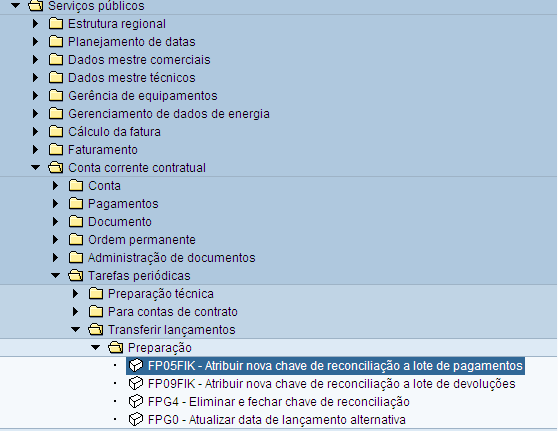 Serviços públicos
Estrutura regional
Planejamento de datas
Dados mestre comerciais
Dados mestre técnicos
Gerência de equipamentos
Gerenciamento de dados de energia
Cálculo da fatura
Faturamento
Conta corrente contratual
Conta
Pagamentos
Documento
Ordem permanente
Administração de documentos
Tarefas periódicas
Preparação técnica
Para contas de contrato
Transferir lançamentos
Preparação
FP05FIK - Atribuir nova chave de reconciliação a lote de pagamentos
FP09FIK - Atribuir nova chave de reconciliação a lote de devoluções
FPG4 - Eliminar e fechar chave de reconciliação
FPG0 - Atualizar data de lançamento alternativa